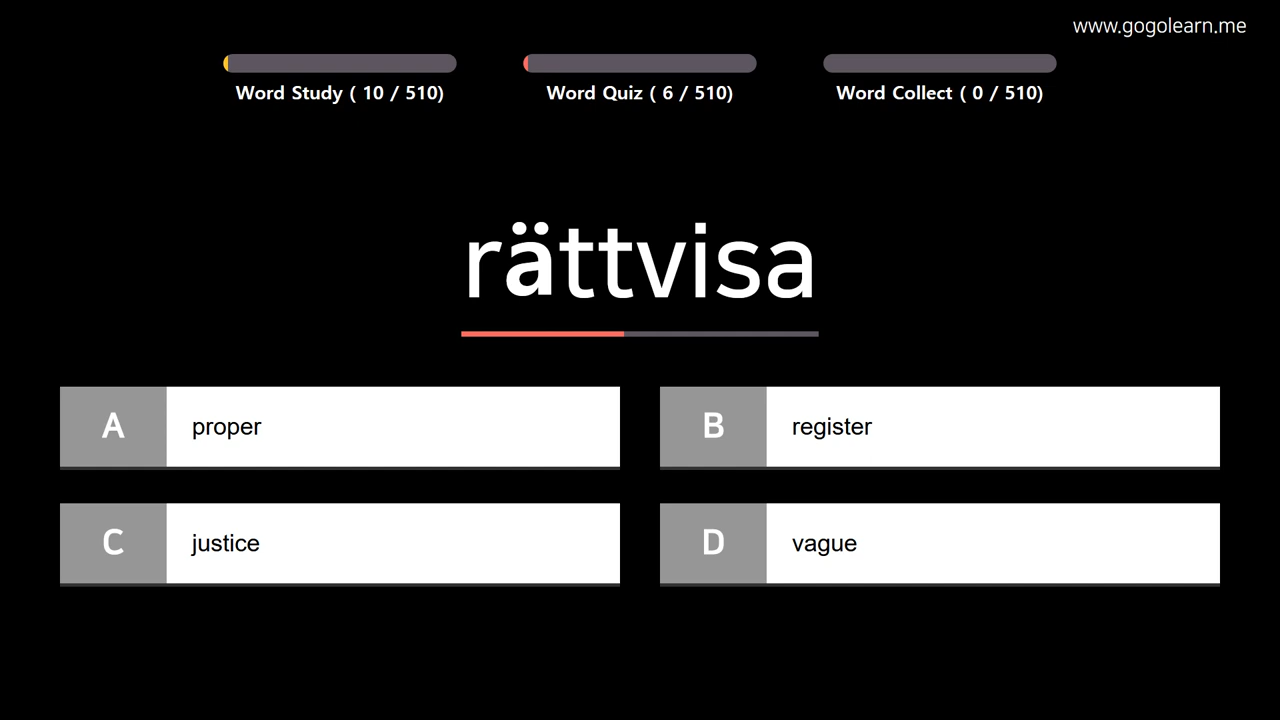 www.gogolearn.me
Word Study ( 10 / 510)
Word Quiz ( 6 / 510)
Word Collect ( 0 / 510)
rättvisa
A proper
B register
C justice
D vague